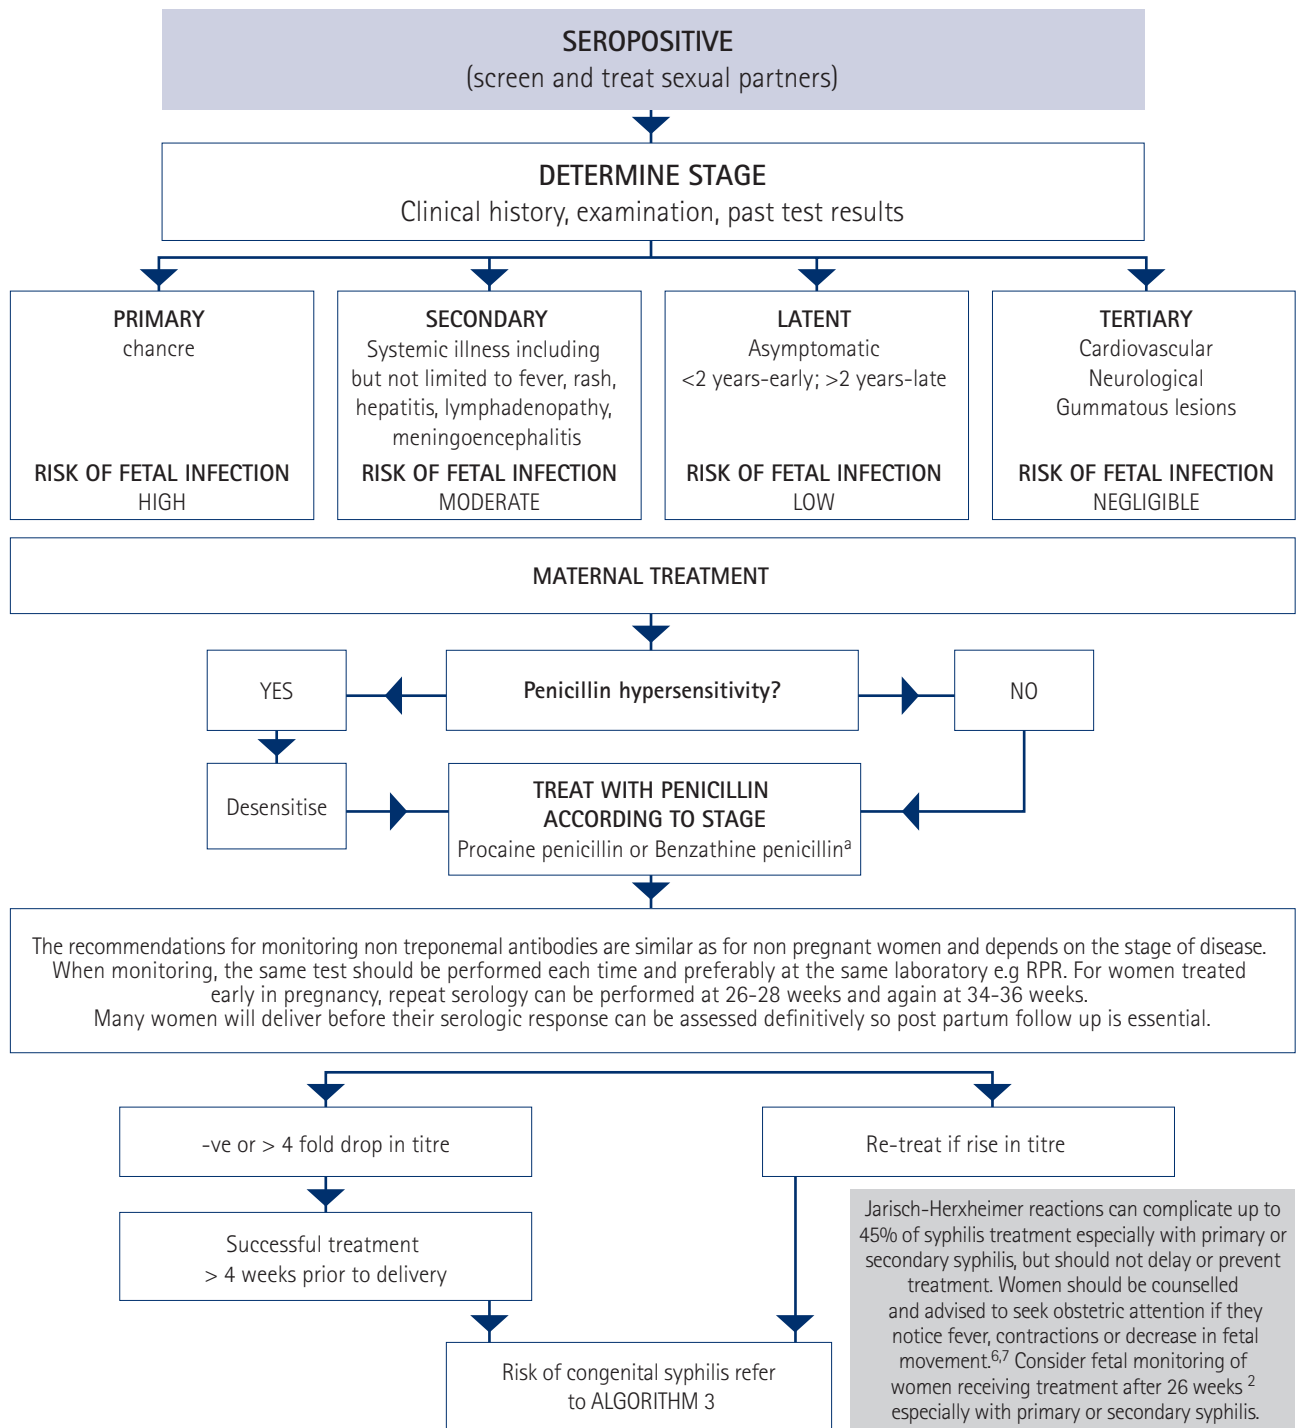 SEROPOSITIVE
(screen and treat sexual partners)
DETERMINE STAGE
Clinical history, examination, past test results
PRIMARY
chancre
RISK OF FETAL INFECTION
HIGH
SECONDARY
Systemic illness including
but not limited to fever, rash,
hepatitis, lymphadenopathy,
meningoencephalitis
RISK OF FETAL INFECTION
MODERATE
LATENT
Asymptomatic
<2 years-early; >2 years-late
RISK OF FETAL INFECTION
LOW
TERTIARY
Cardiovascular
Neurological
Gummatous lesions
RISK OF FETAL INFECTION
NEGLIGIBLE
MATERNAL TREATMENT
YES
Penicillin hypersensitivity?
NO
Desensitise
TREAT WITH PENICILLIN
ACCORDING TO STAGE
Procaine penicillin or Benzathine penicillinᵃ
The recommendations for monitoring non treponemal antibodies are similar as for non pregnant women and depends on the stage of disease.
When monitoring, the same test should be performed each time and preferably at the same laboratory e.g RPR. For women treated
early in pregnancy, repeat serology can be performed at 26-28 weeks and again at 34-36 weeks.
Many women will deliver before their serologic response can be assessed definitively so post partum follow up is essential.
-ve or > 4 fold drop in titre
Re-treat if rise in titre
Successful treatment
> 4 weeks prior to delivery
Risk of congenital syphilis refer
to ALGORITHM 3
Jarisch-Herxheimer reactions can complicate up to
45% of syphilis treatment especially with primary or
secondary syphilis, but should not delay or prevent
treatment. Women should be counselled
and advised to seek obstetric attention if they
notice fever, contractions or decrease in fetal
movement.⁶,⁷ Consider fetal monitoring of
women receiving treatment after 26 weeks ²
especially with primary or secondary syphilis.